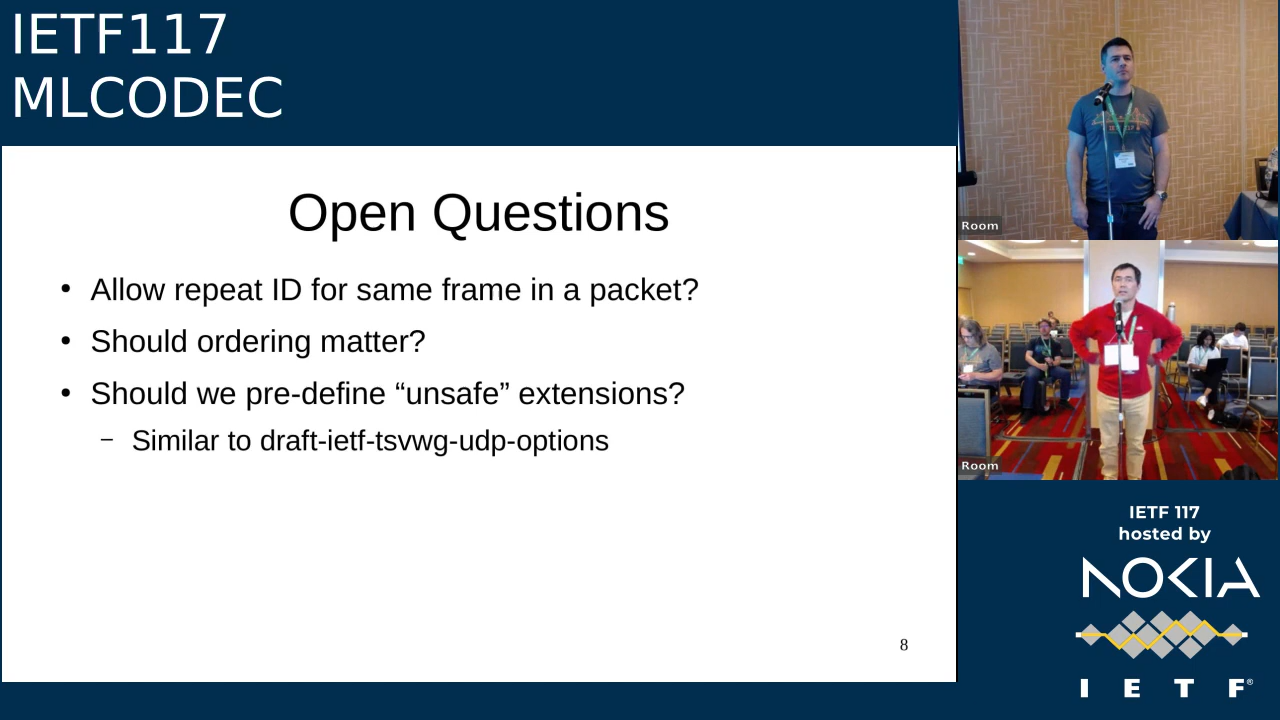 IETF117
MLCODEC
Open Questions
• Allow repeat ID for same frame in a packet?
• Should ordering matter?
• Should we pre-define “unsafe” extensions?
– Similar to draft-ietf-tsvwg-udp-options
8
Room
Room
IETF 117
hosted by
NOKIA
I E T F®